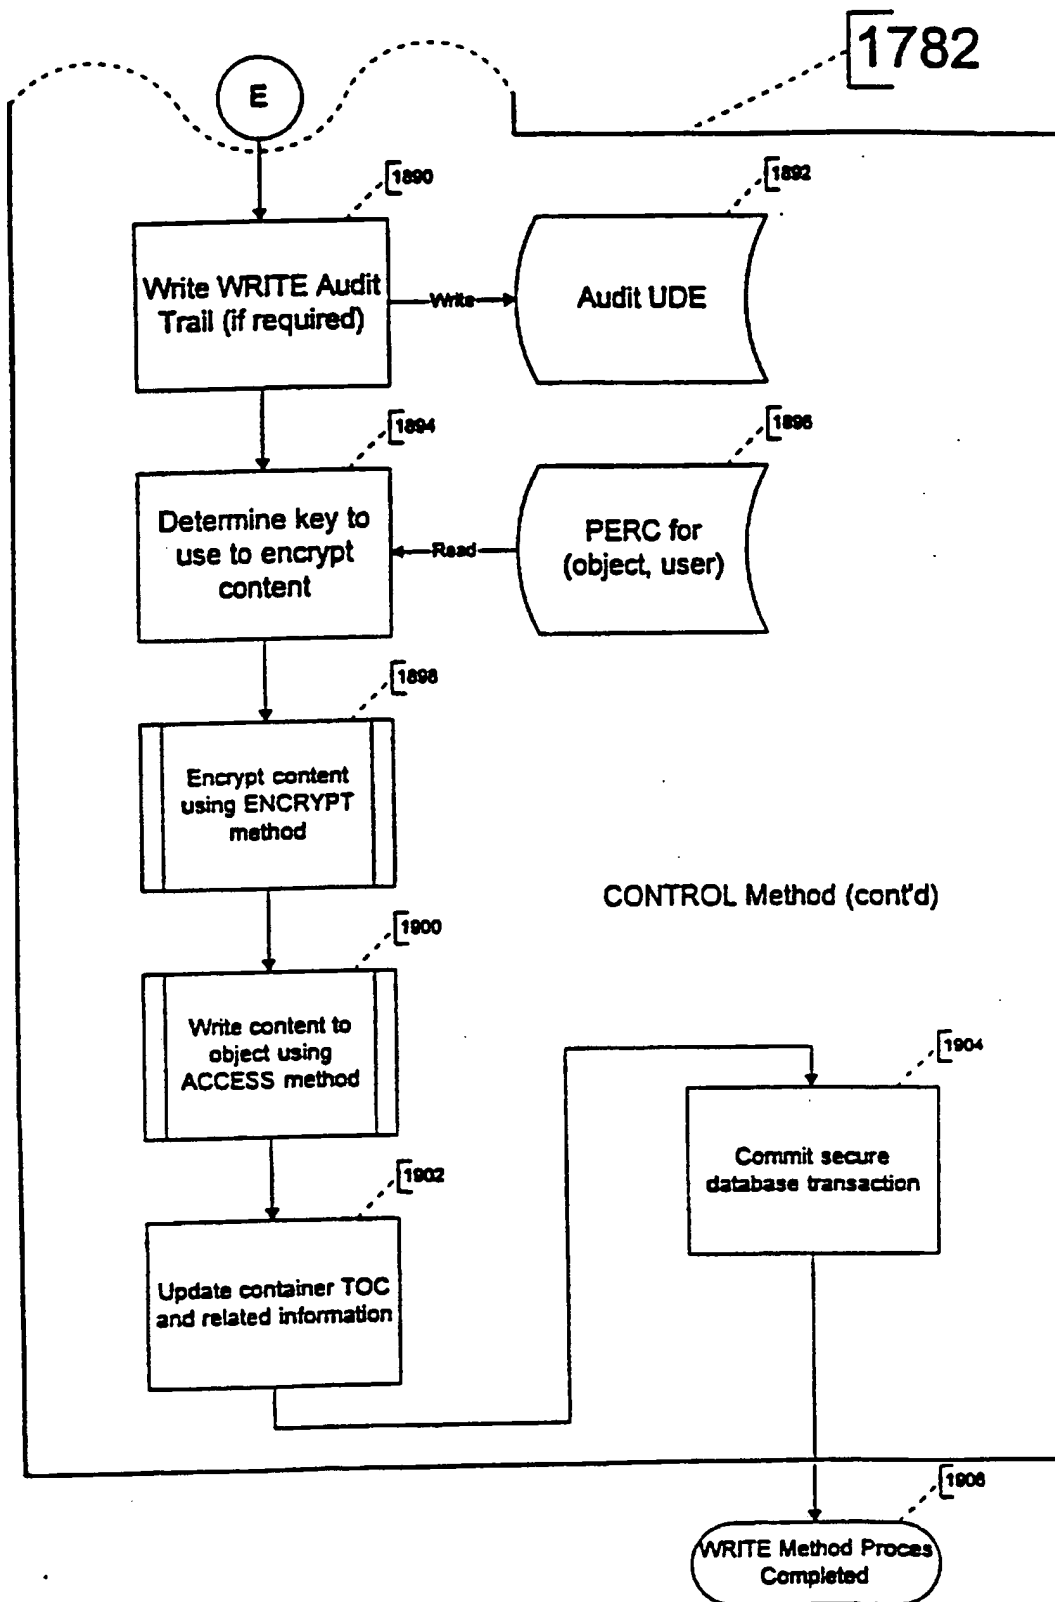 1782
E
1890
1892
Write WRITE Audit
Trail (if required)
Write
Audit UDE
1894
1896
Determine key to
use to encrypt
content
Read
PERC for
(object, user)
1898
Encrypt content
using ENCRYPT
method
CONTROL Method (cont'd)
1900
Write content to
object using
ACCESS method
1904
Commit secure
database transaction
1902
Update container TOC
and related information
1906
WRITE Method Proces
Completed